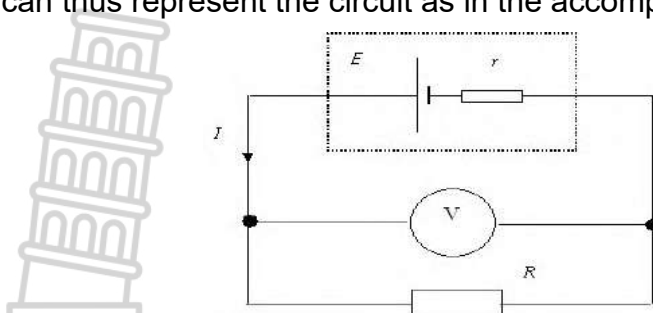 can thus represent the circuit as in the accomp
E r
I
V
R